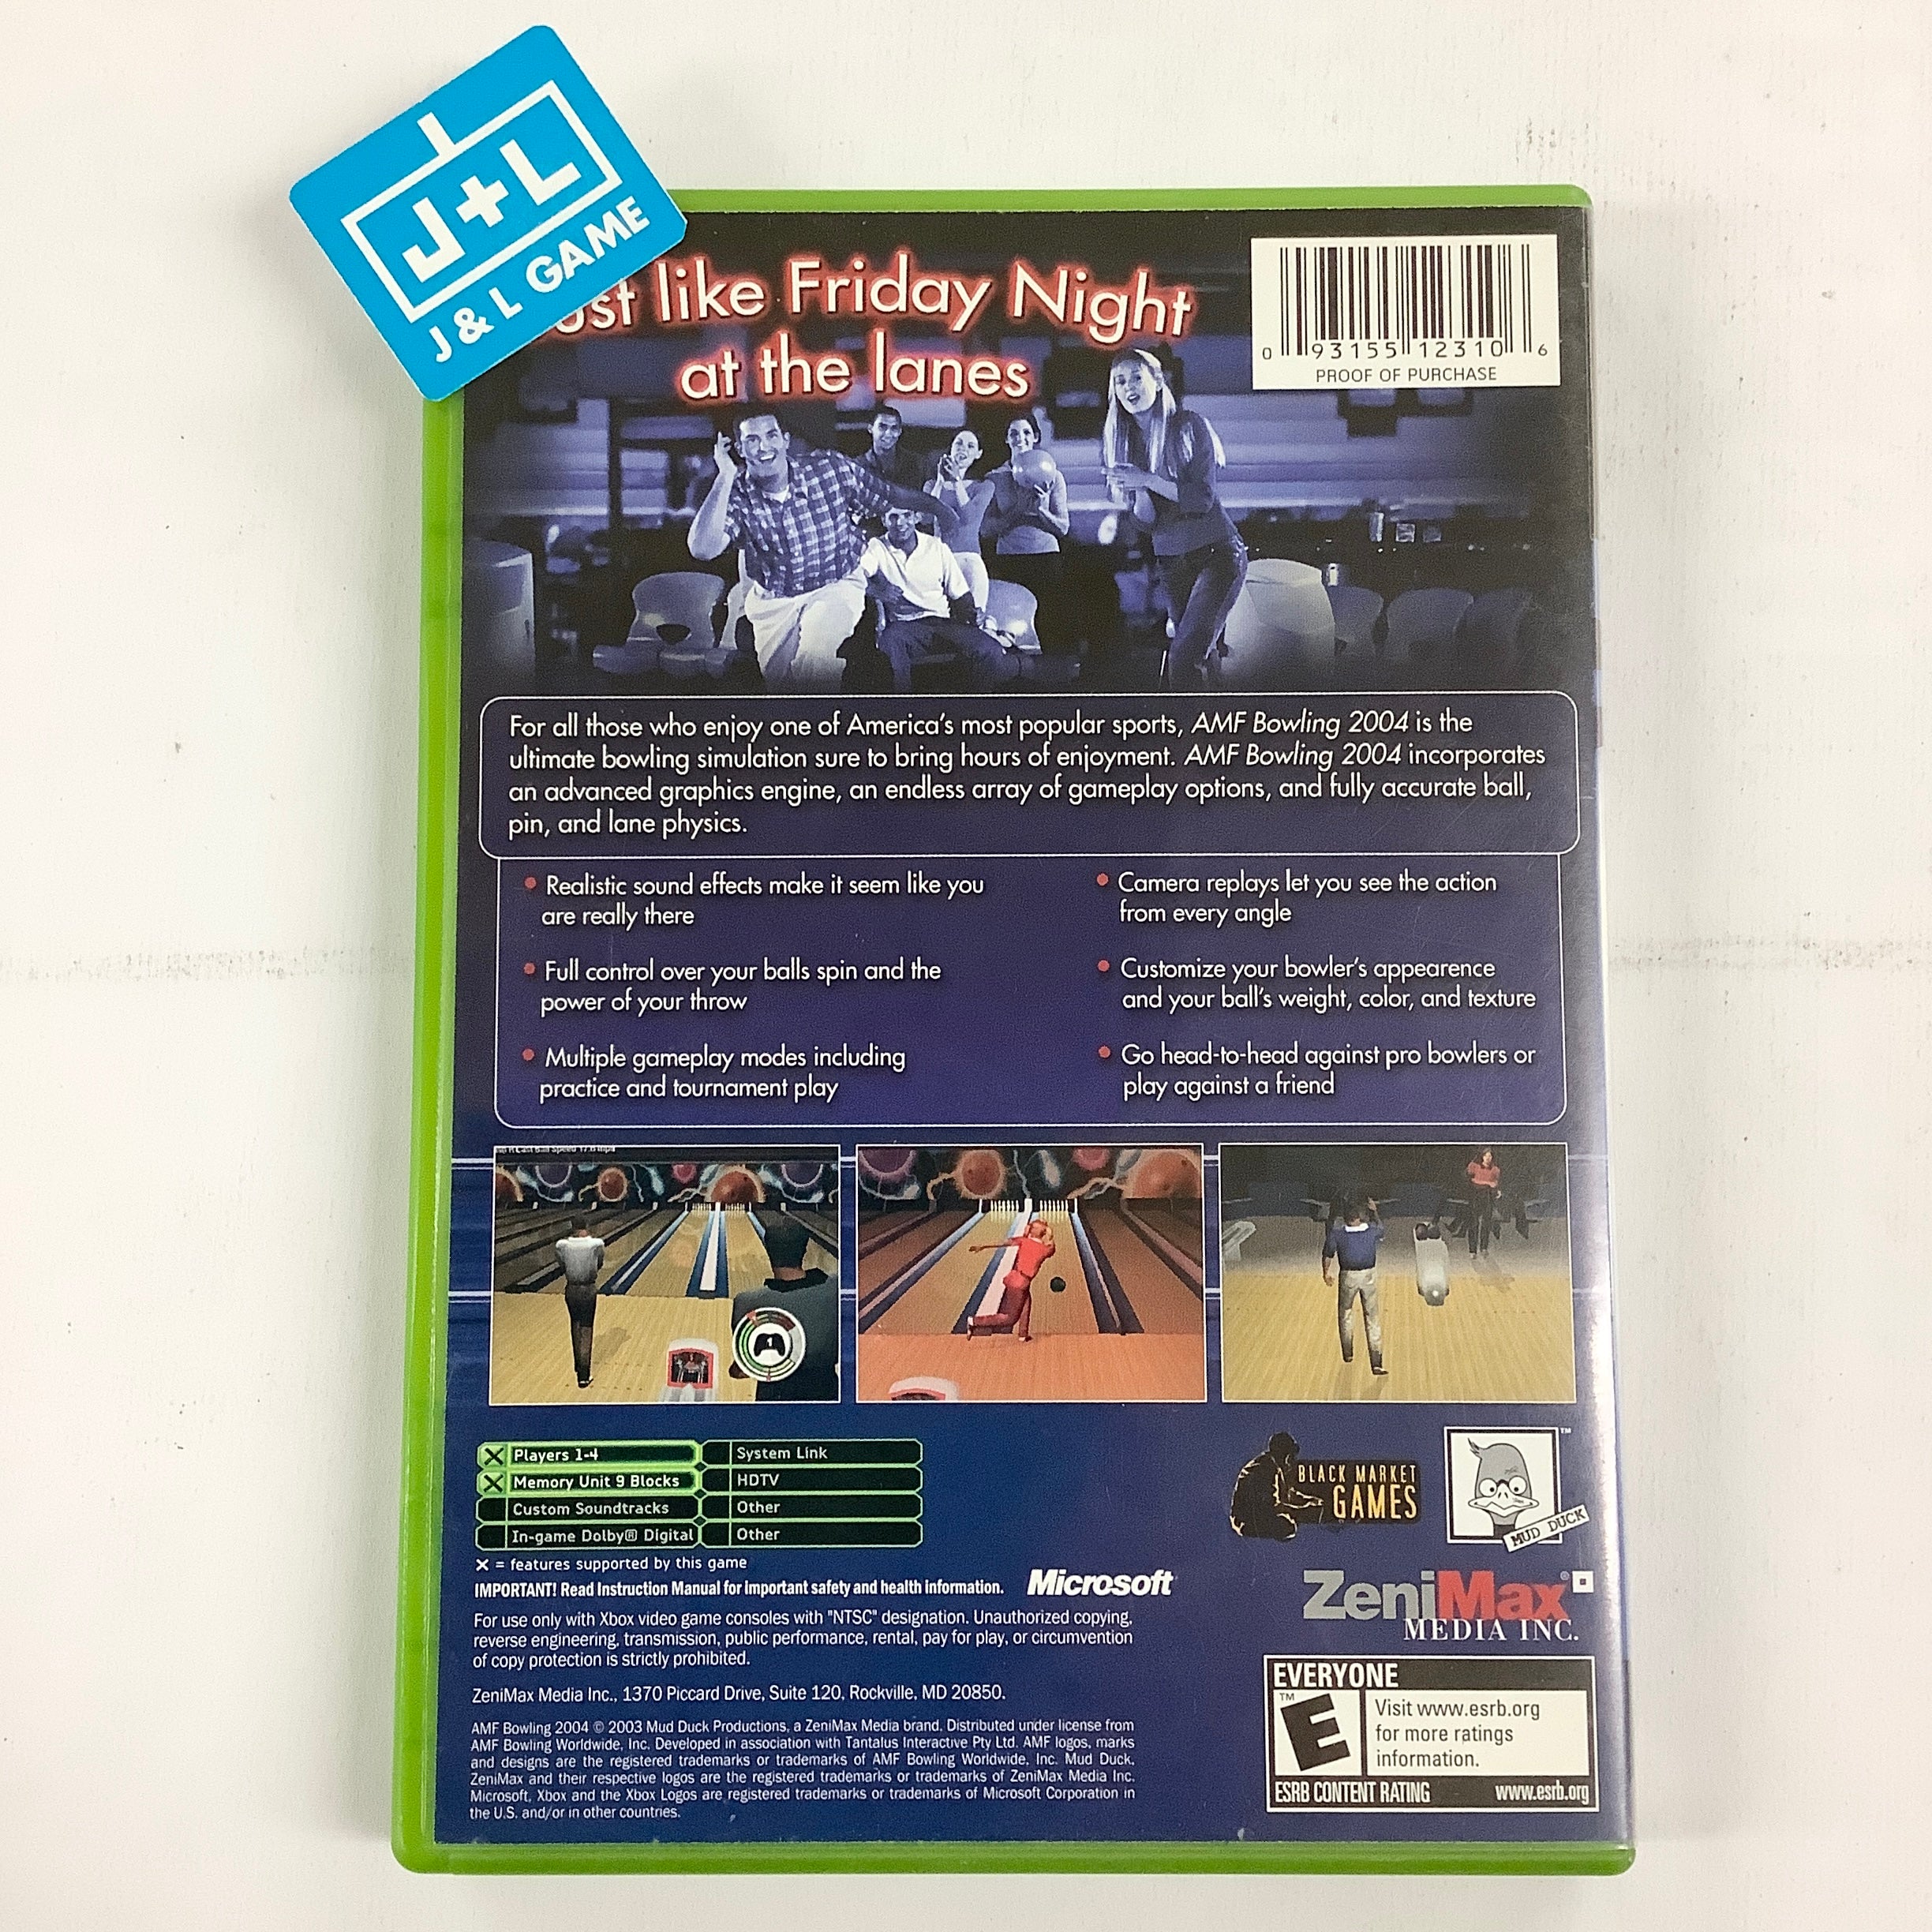 J+L
J & L GAME
like Friday Night
at the lanes
0 93155 12310 6
PROOF OF PURCHASE
For all those who enjoy one of America's most popular sports, AMF Bowling 2004 is the
ultimate bowling simulation sure to bring hours of enjoyment. AMF Bowling 2004 incorporates
an advanced graphics engine, an endless array of gameplay options, and fully accurate ball,
pin, and lane physics.
• Realistic sound effects make it seem like you
are really there
• Full control over your balls spin and the
power of your throw
• Multiple gameplay modes including
practice and tournament play
• Camera replays let you see the action
from every angle
• Customize your bowler's appearence
and your ball's weight, color, and texture
• Go head-to-head against pro bowlers or
play against a friend
Players 1-4
Memory Unit 9 Blocks
Custom Soundtracks
In-game Dolby® Digital
System Link
HDTV
Other
Other
X = features supported by this game
IMPORTANT! Read Instruction Manual for important safety and health information.
Microsoft
For use only with Xbox video game consoles with "NTSC" designation. Unauthorized copying,
reverse engineering, transmission, public performance, rental, pay for play, or circumvention
of copy protection is strictly prohibited.
ZeniMax Media Inc., 1370 Piccard Drive, Suite 120, Rockville, MD 20850.
AMF Bowling 2004 © 2003 Mud Duck Productions, a ZeniMax Media brand. Distributed under license from
AMF Bowling Worldwide, Inc. Developed in association with Tantalus Interactive Pty Ltd. AMF logos, marks
and designs are the registered trademarks or trademarks of AMF Bowling Worldwide, Inc. Mud Duck,
ZeniMax and their respective logos are the registered trademarks or trademarks of ZeniMax Media Inc.
Microsoft, Xbox and the Xbox Logos are registered trademarks or trademarks of Microsoft Corporation in
the U.S. and/or in other countries.
BLACK MARKET
GAMES
MUD DUCK
™
ZeniMax®
MEDIA INC.
EVERYONE
™
E
Visit www.esrb.org
for more ratings
information.
ESRB CONTENT RATING www.esrb.org